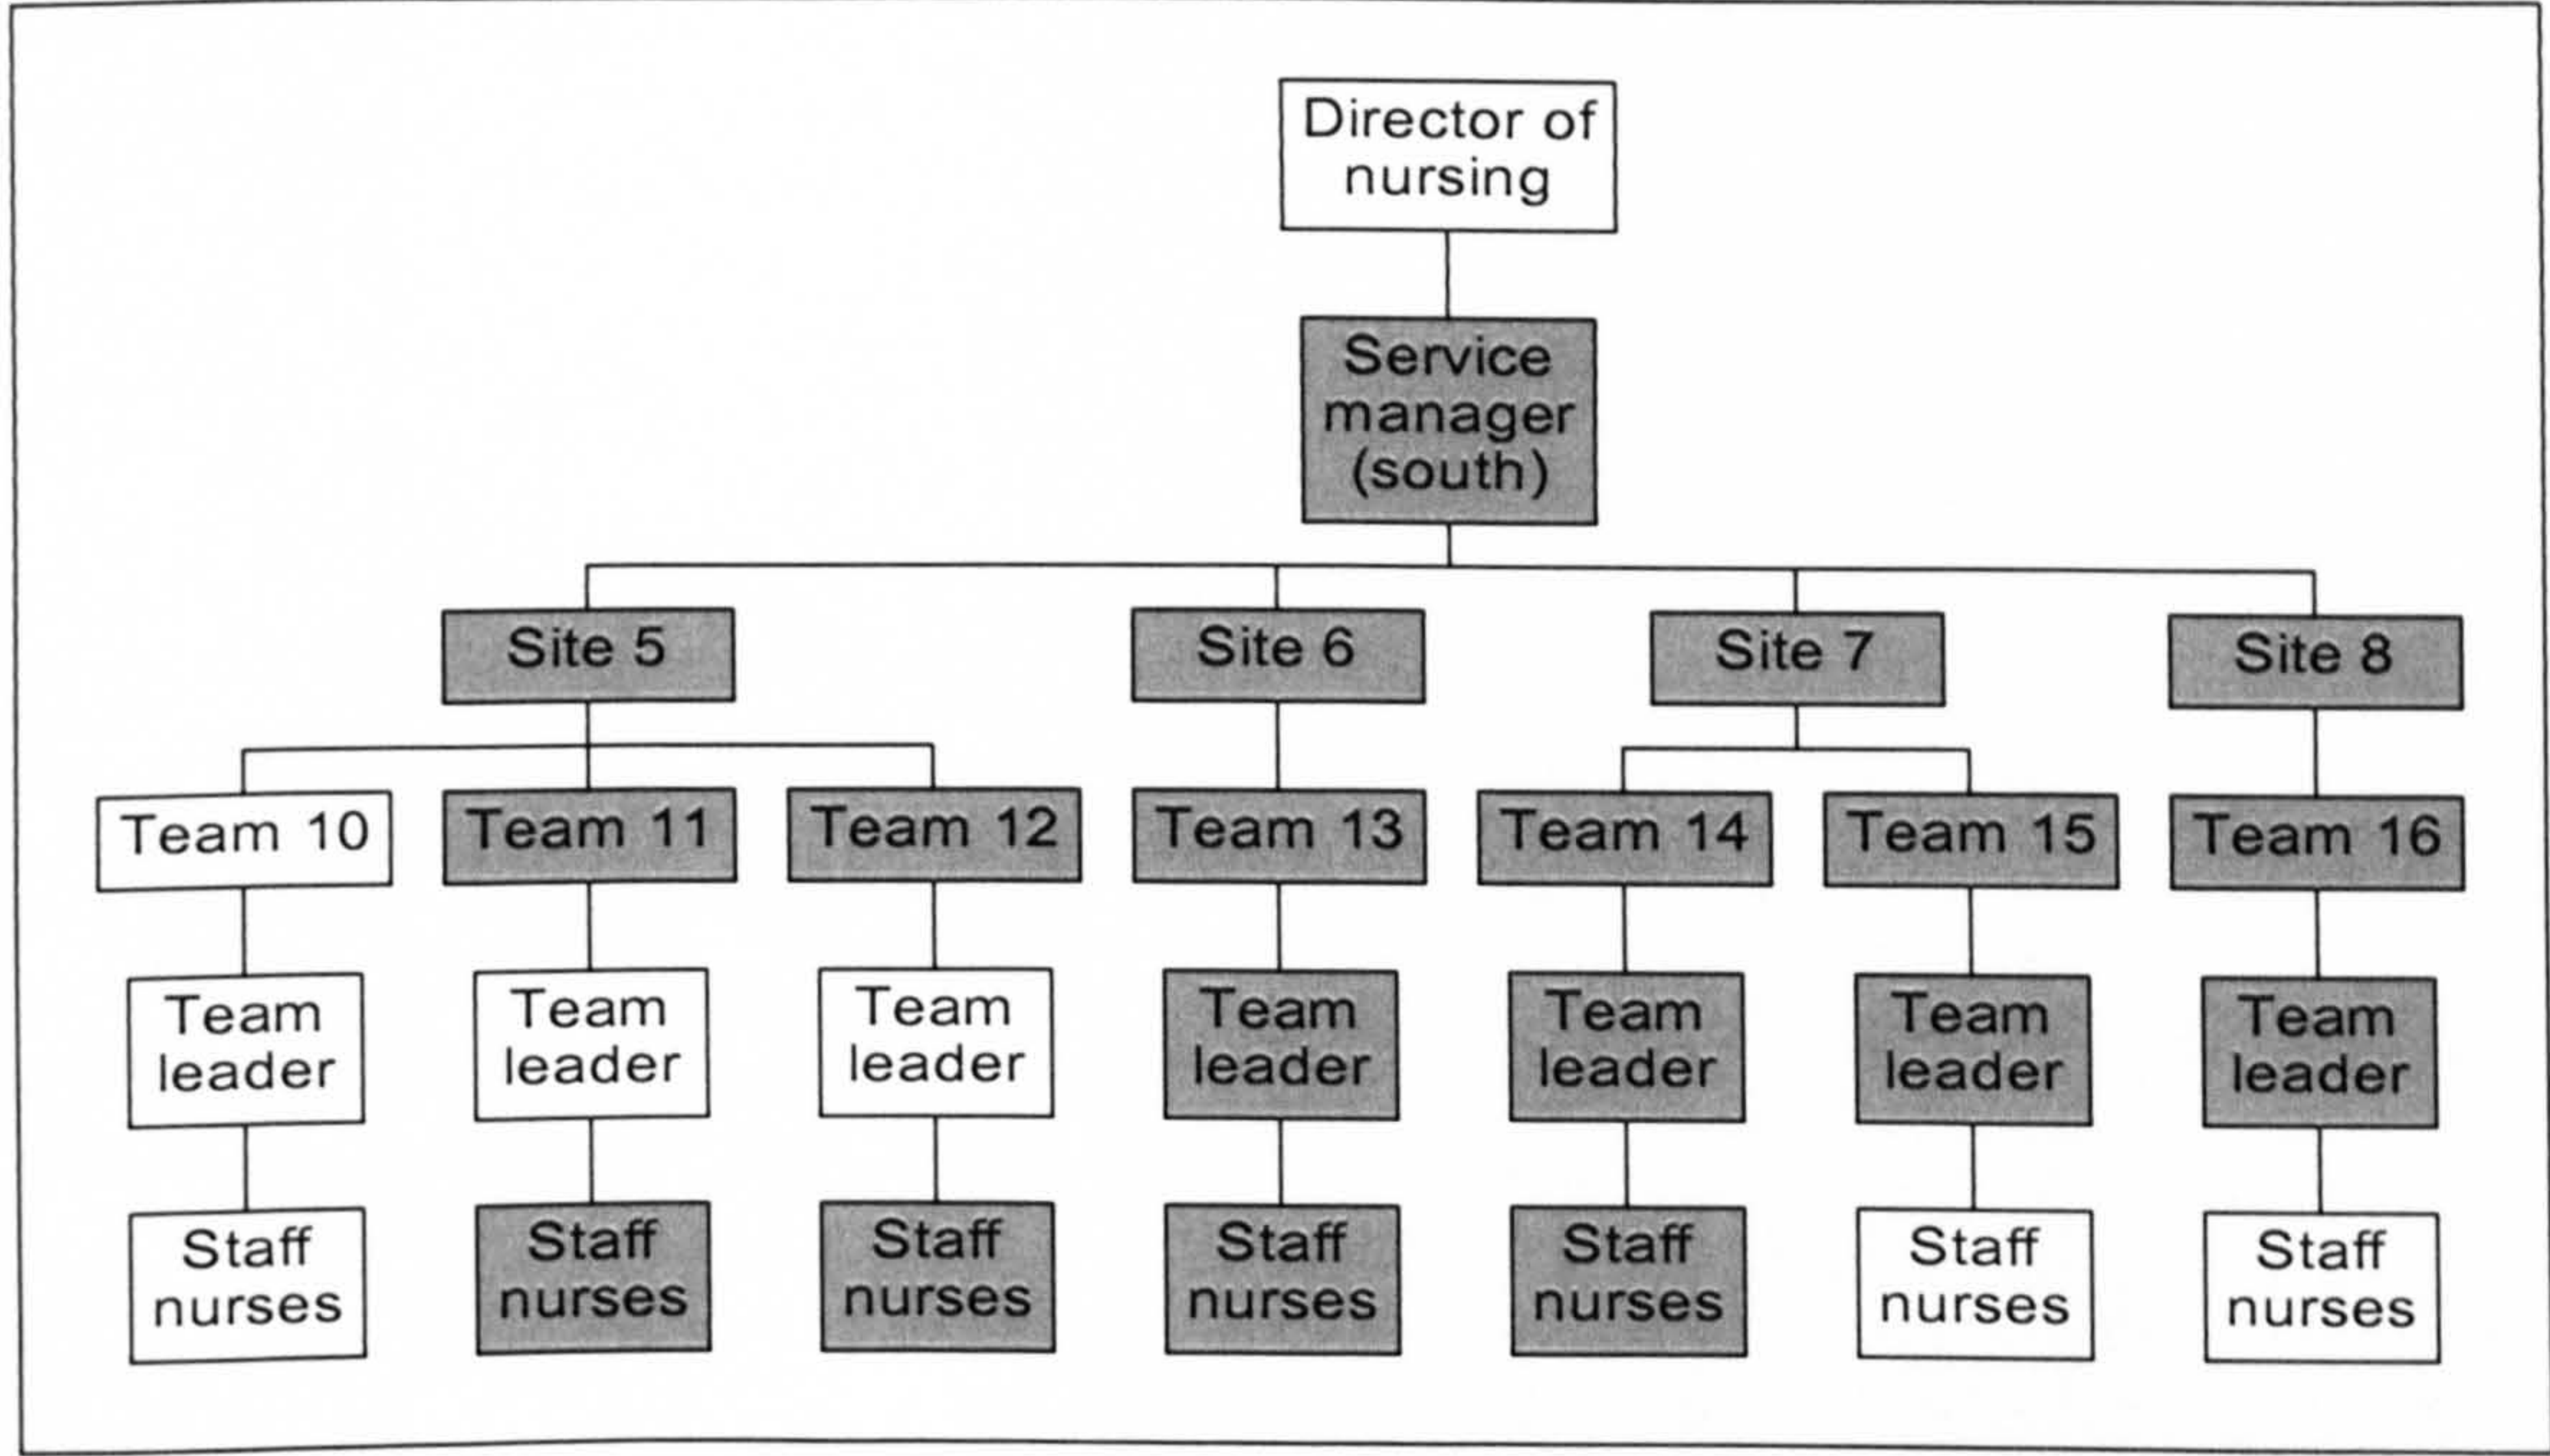 Director of
nursing
Service
manager
(south)
Site 5
Site 6
Site 7
Site 8
Team 10
Team 11
Team 12
Team 13
Team 14
Team 15
Team 16
Team
leader
Team
leader
Team
leader
Team
leader
Team
leader
Team
leader
Team
leader
Staff
nurses
Staff
nurses
Staff
nurses
Staff
nurses
Staff
nurses
Staff
nurses
Staff
nurses